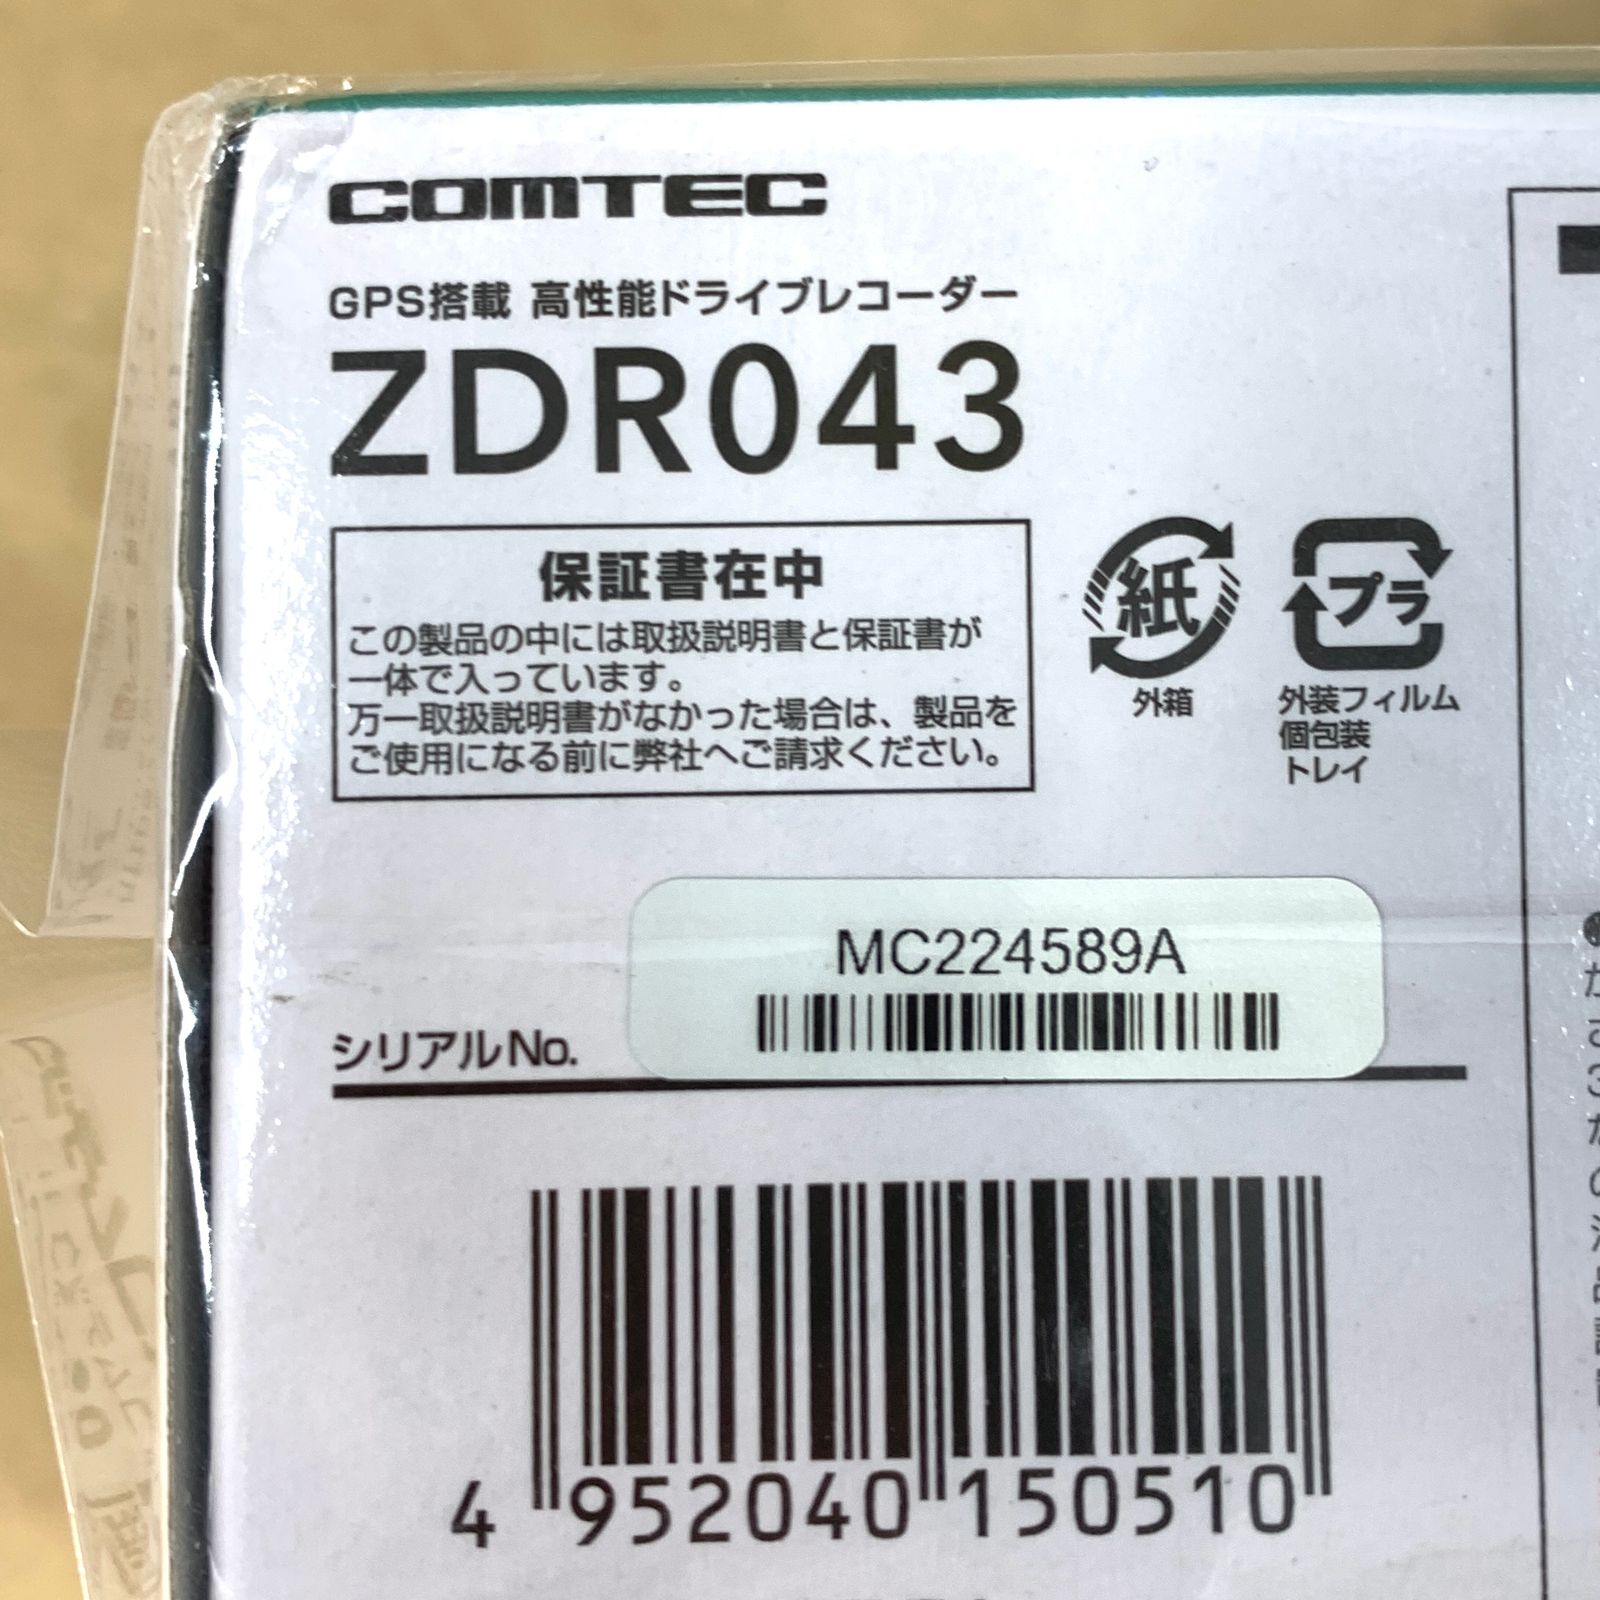 COMTEC
GPS搭載 高性能ドライブレコーダー
ZDR043
保証書在中
この製品の中には取扱説明書と保証書が
一体で入っています。
万一取扱説明書がなかった場合は、製品を
ご使用になる前に弊社へご請求ください。
紙
外箱
プラ
外装フィルム
個包装
トレイ
MC224589A
シリアルNo.
4 952040 150510